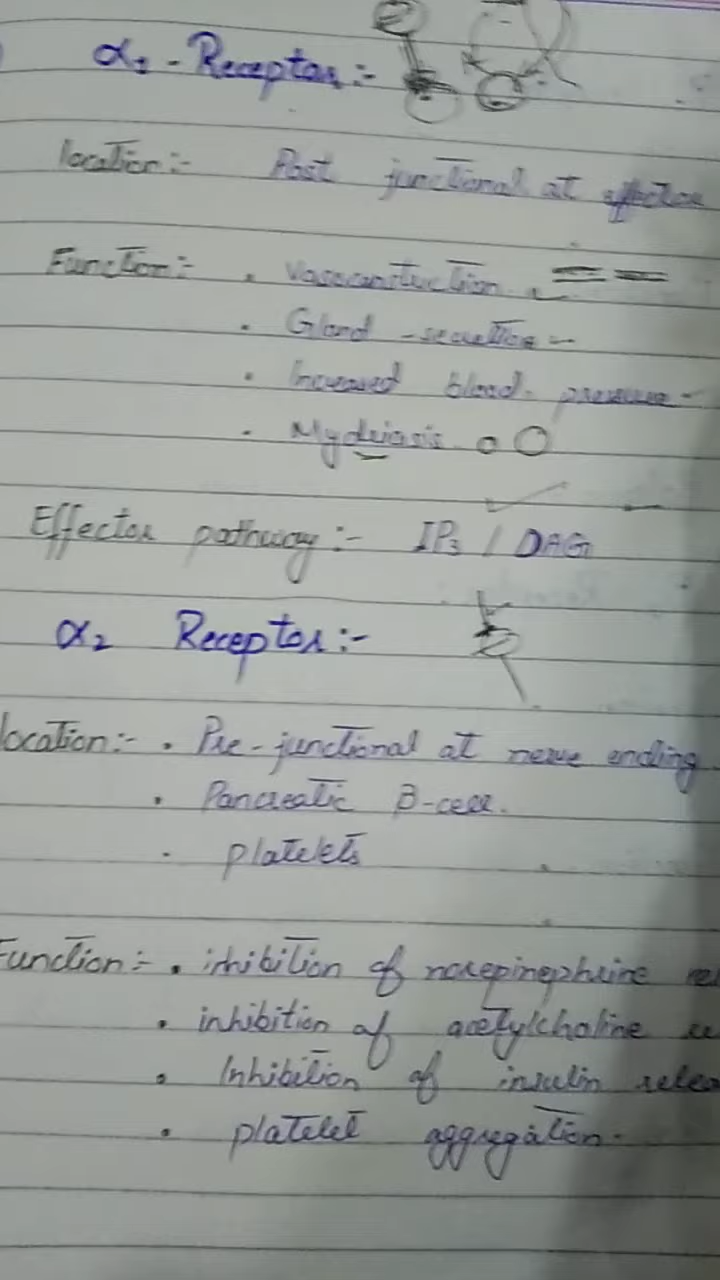 α₁ - Receptor :-
location :- Post junctional at effector
Function :- • Vasoconstruction
• Gland - secretion -
• Increased blood pressure -
• Mydriasis
Effector pathway :- IP₃ / DAG
α₂ Receptor :-
location :- • Pre-junctional at nerve ending
• Pancreatic β-cell.
• platelets
Function :- • inhibition of norepinephrine
• inhibition of acetylcholine
• Inhibition of insulin relea
• platelet aggregation.